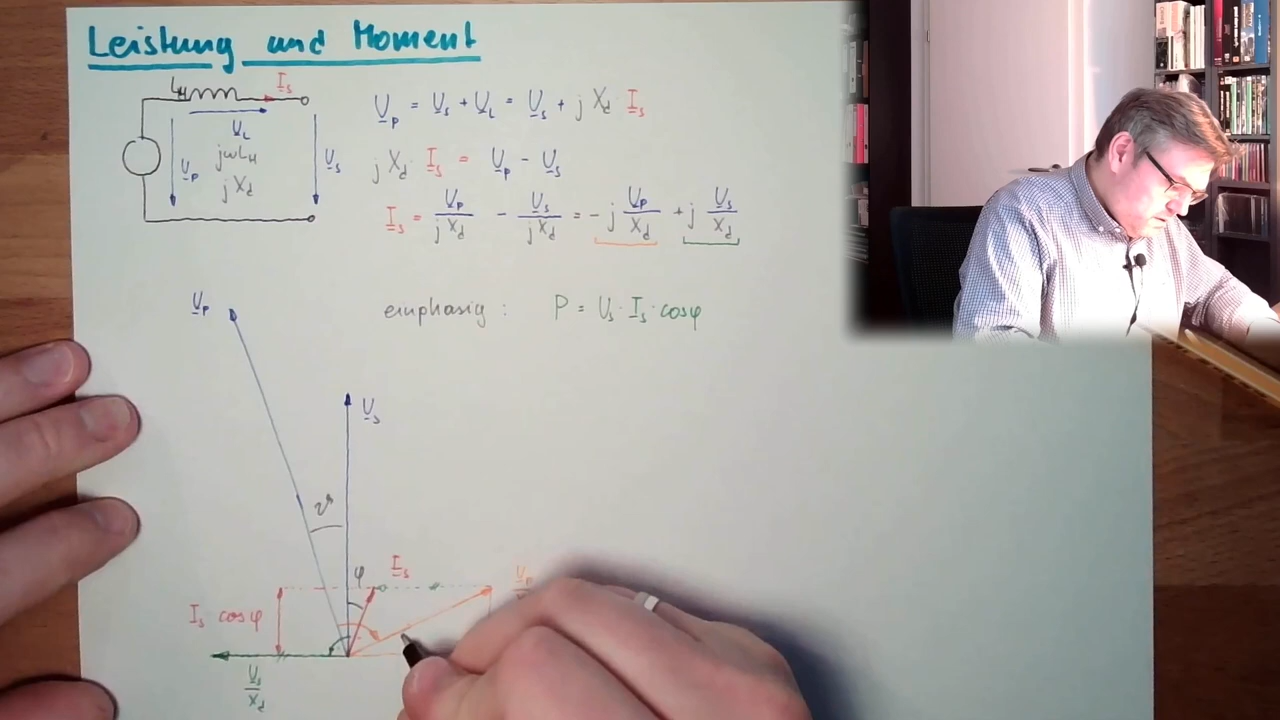 Leistung und Moment
L_H I_s
U_p = U_s + U_L = U_s + j X_d I_s
U_L
jωL_H
U_p U_s
j X_d
j X_d I_s = U_p - U_s
I_s = U_p / j X_d - U_s / j X_d = - j U_p / X_d + j U_s / X_d
U_p
einphasig : P = U_s · I_s · cosφ
U_s
ϑ
φ I_s U_p
I_s cosφ
U_s / X_d